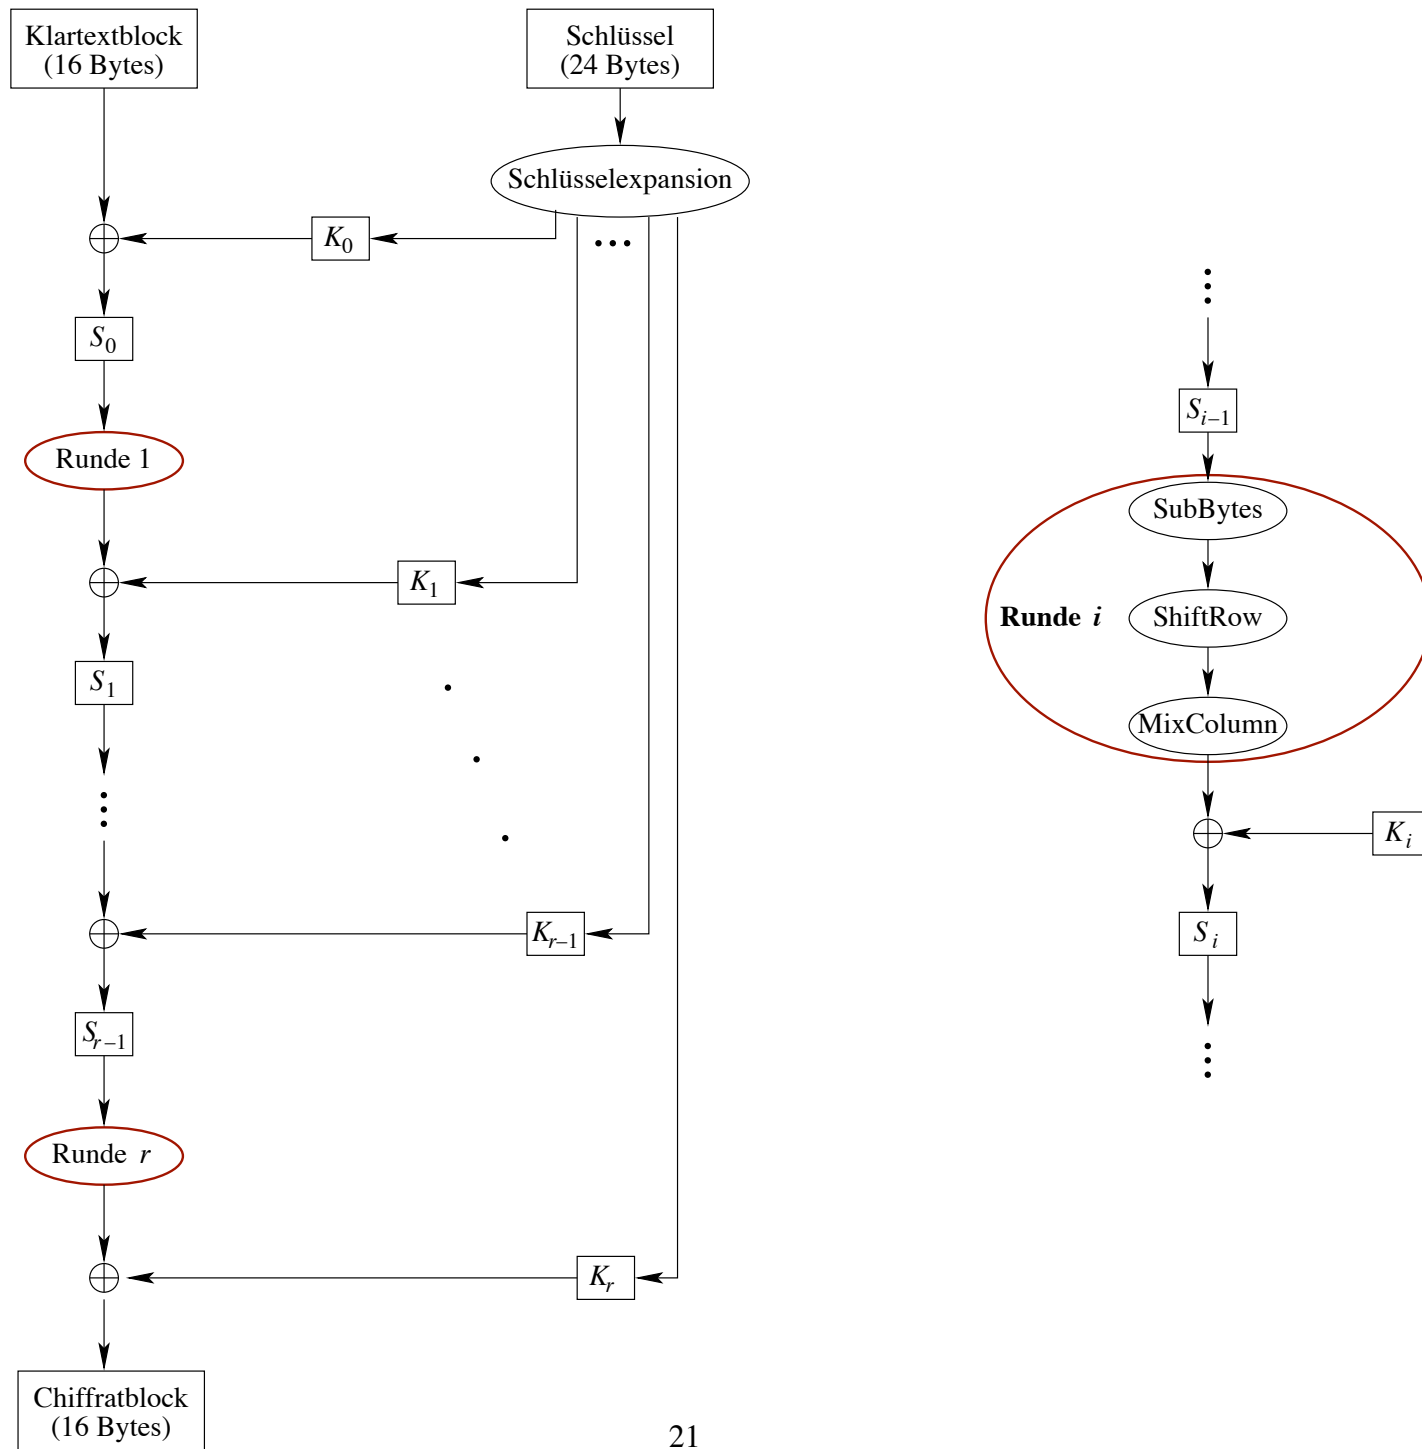 Klartextblock
(16 Bytes)
Schlüssel
(24 Bytes)
Schlüsselexpansion
K0
S0
Runde 1
K1
S1
Kr−1
Sr−1
Runde r
Kr
Chiffratblock
(16 Bytes)
Si−1
SubBytes
Runde i
ShiftRow
MixColumn
Ki
Si
21